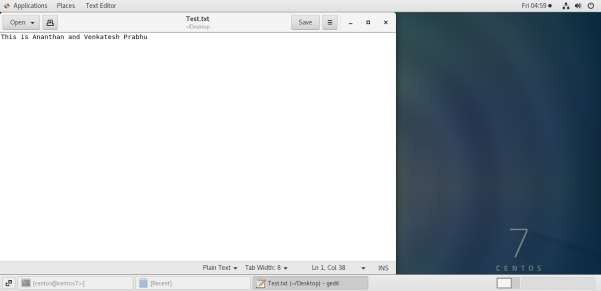 Applications Places Text Editor Fri 04:59
Open Test.txt Save
~/Desktop
This is Ananthan and Venkatesh Prabhu
7
CENTOS
Plain Text Tab Width: 8 Ln 1, Col 38 INS
[centos@centos7:~] [Recent] Test.txt (~/Desktop) - gedit